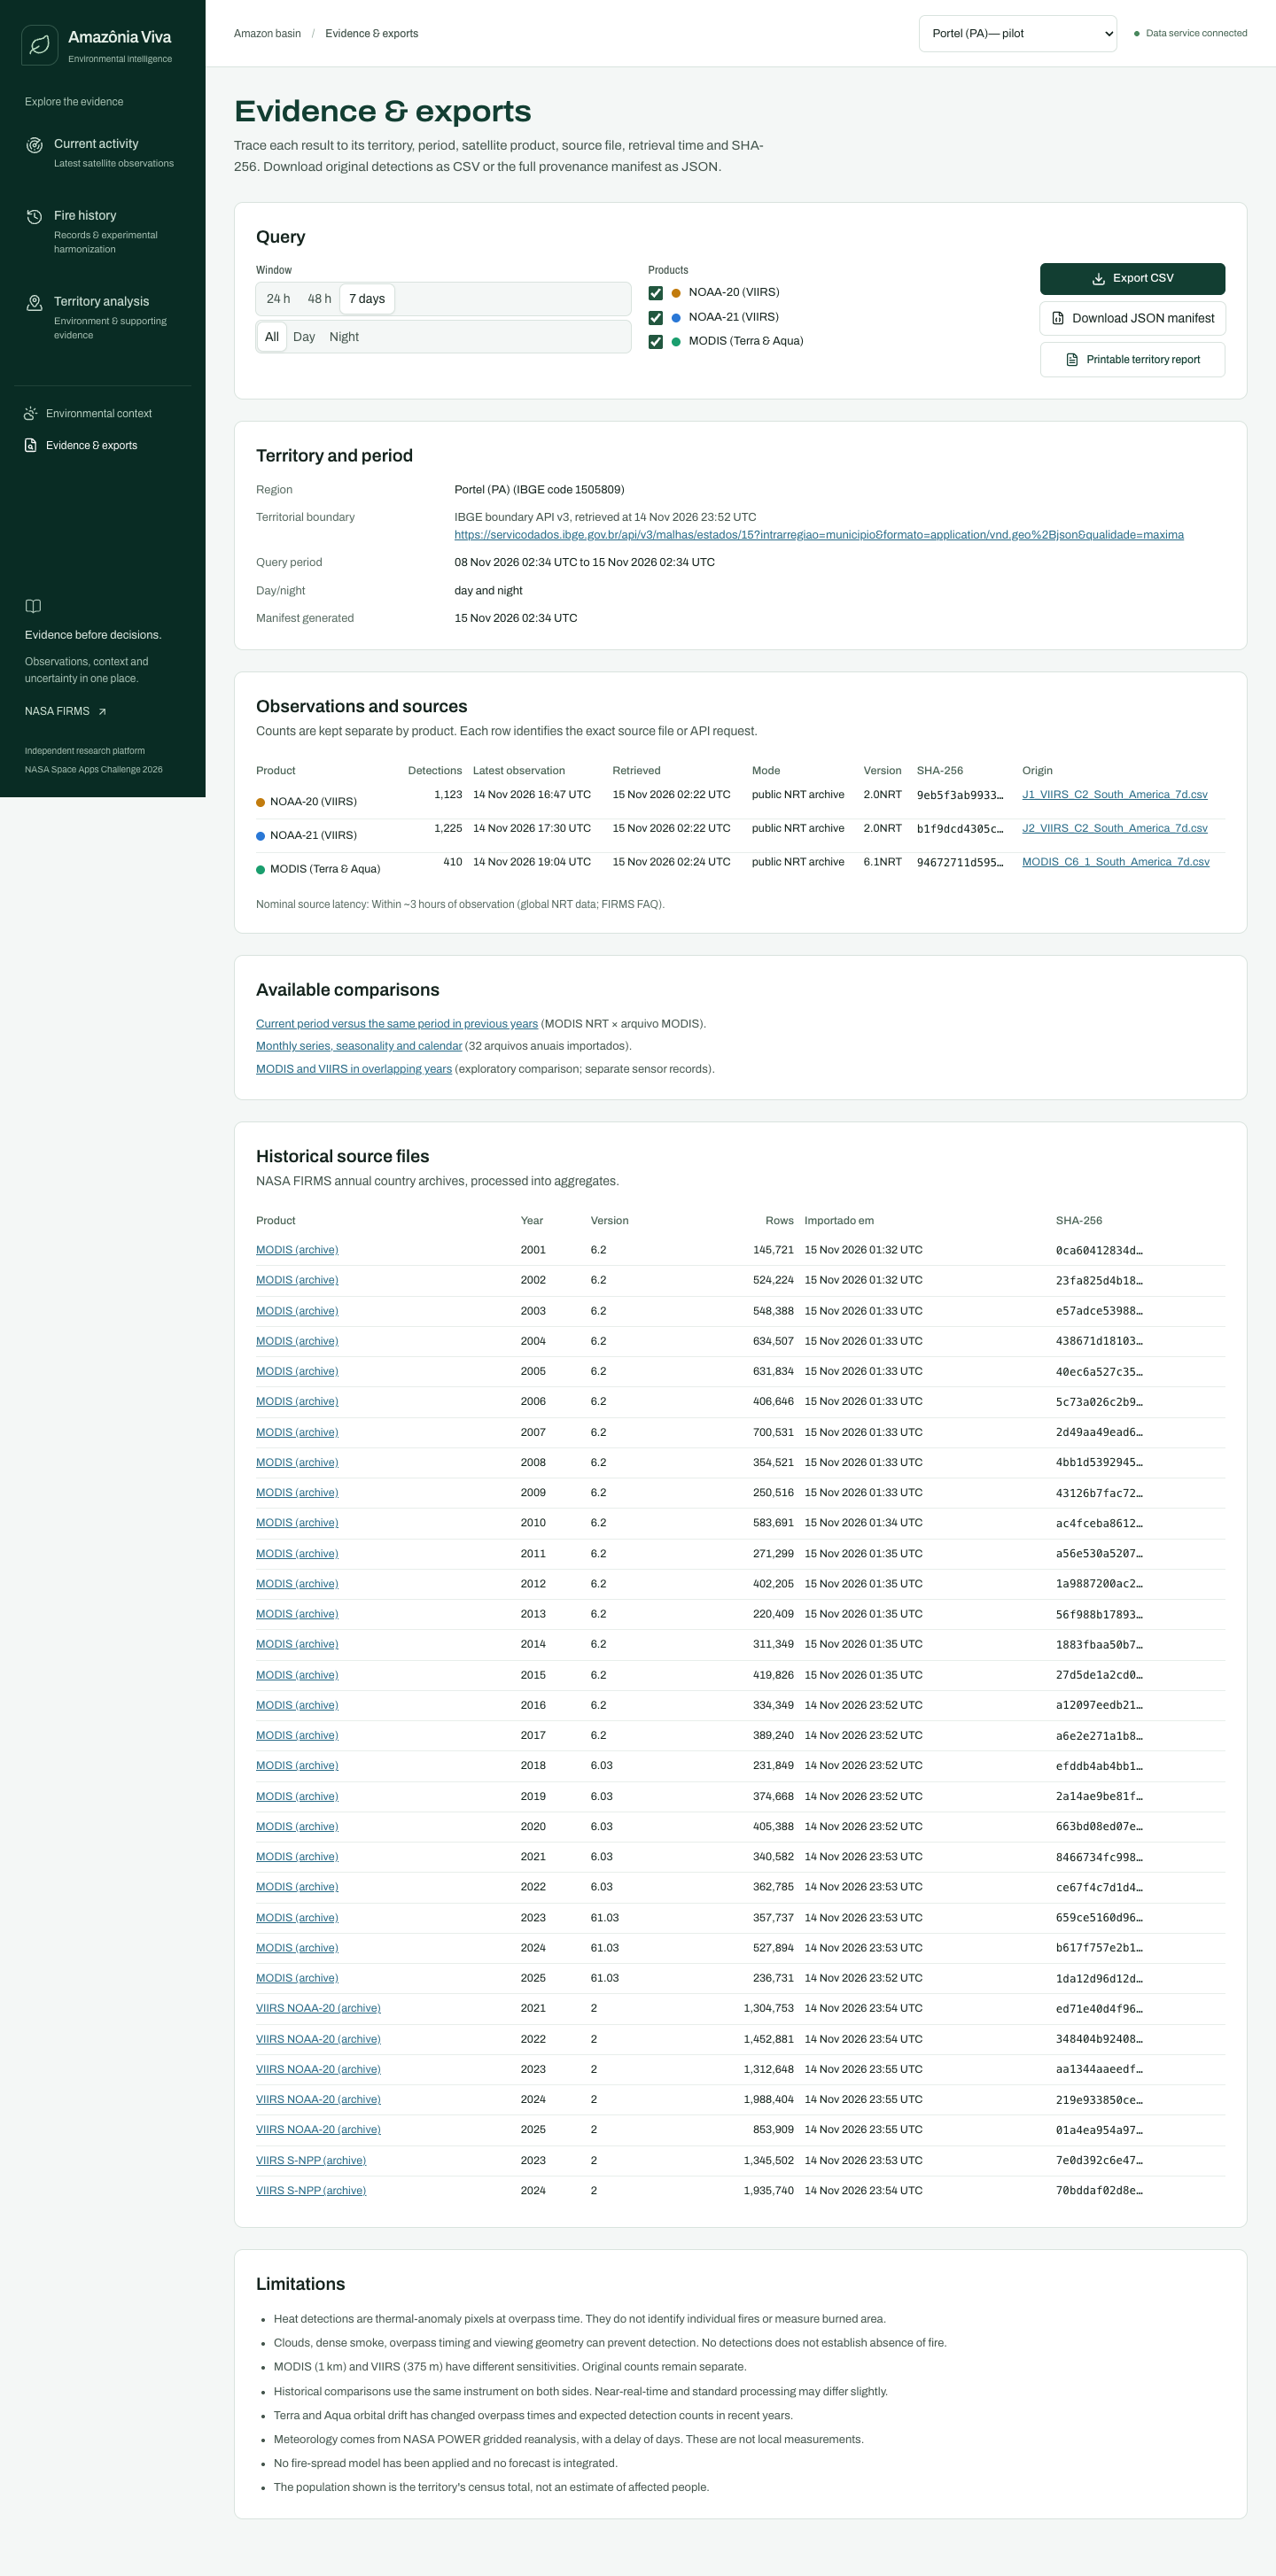 Amazônia Viva
Environmental intelligence
Explore the evidence
Current activity
Latest satellite observations
Fire history
Records & experimental
harmonization
Territory analysis
Environment & supporting
evidence
Environmental context
Evidence & exports
Evidence before decisions.
Observations, context and
uncertainty in one place.
NASA FIRMS
Independent research platform
NASA Space Apps Challenge 2026
Amazon basin / Evidence & exports
Portel (PA)— pilot
Data service connected
Evidence & exports
Trace each result to its territory, period, satellite product, source file, retrieval time and SHA-
256. Download original detections as CSV or the full provenance manifest as JSON.
Query
Window
24 h 48 h 7 days
All Day Night
Products
NOAA-20 (VIIRS)
NOAA-21 (VIIRS)
MODIS (Terra & Aqua)
Export CSV
Download JSON manifest
Printable territory report
Territory and period
Region Portel (PA) (IBGE code 1505809)
Territorial boundary IBGE boundary API v3, retrieved at 14 Nov 2026 23:52 UTC
https://servicodados.ibge.gov.br/api/v3/malhas/estados/15?intrarregiao=municipio&formato=application/vnd.geo%2Bjson&qualidade=maxima
Query period 08 Nov 2026 02:34 UTC to 15 Nov 2026 02:34 UTC
Day/night day and night
Manifest generated 15 Nov 2026 02:34 UTC
Observations and sources
Counts are kept separate by product. Each row identifies the exact source file or API request.
Product Detections Latest observation Retrieved Mode Version SHA-256 Origin
NOAA-20 (VIIRS) 1,123 14 Nov 2026 16:47 UTC 15 Nov 2026 02:22 UTC public NRT archive 2.0NRT 9eb5f3ab9933… J1_VIIRS_C2_South_America_7d.csv
NOAA-21 (VIIRS) 1,225 14 Nov 2026 17:30 UTC 15 Nov 2026 02:22 UTC public NRT archive 2.0NRT b1f9dcd4305c… J2_VIIRS_C2_South_America_7d.csv
MODIS (Terra & Aqua) 410 14 Nov 2026 19:04 UTC 15 Nov 2026 02:24 UTC public NRT archive 6.1NRT 94672711d595… MODIS_C6_1_South_America_7d.csv
Nominal source latency: Within ~3 hours of observation (global NRT data; FIRMS FAQ).
Available comparisons
Current period versus the same period in previous years (MODIS NRT × arquivo MODIS).
Monthly series, seasonality and calendar (32 arquivos anuais importados).
MODIS and VIIRS in overlapping years (exploratory comparison; separate sensor records).
Historical source files
NASA FIRMS annual country archives, processed into aggregates.
Product Year Version Rows Importado em SHA-256
MODIS (archive) 2001 6.2 145,721 15 Nov 2026 01:32 UTC 0ca60412834d…
MODIS (archive) 2002 6.2 524,224 15 Nov 2026 01:32 UTC 23fa825d4b18…
MODIS (archive) 2003 6.2 548,388 15 Nov 2026 01:33 UTC e57adce53988…
MODIS (archive) 2004 6.2 634,507 15 Nov 2026 01:33 UTC 438671d18103…
MODIS (archive) 2005 6.2 631,834 15 Nov 2026 01:33 UTC 40ec6a527c35…
MODIS (archive) 2006 6.2 406,646 15 Nov 2026 01:33 UTC 5c73a026c2b9…
MODIS (archive) 2007 6.2 700,531 15 Nov 2026 01:33 UTC 2d49aa49ead6…
MODIS (archive) 2008 6.2 354,521 15 Nov 2026 01:33 UTC 4bb1d5392945…
MODIS (archive) 2009 6.2 250,516 15 Nov 2026 01:33 UTC 43126b7fac72…
MODIS (archive) 2010 6.2 583,691 15 Nov 2026 01:34 UTC ac4fceba8612…
MODIS (archive) 2011 6.2 271,299 15 Nov 2026 01:35 UTC a56e530a5207…
MODIS (archive) 2012 6.2 402,205 15 Nov 2026 01:35 UTC 1a9887200ac2…
MODIS (archive) 2013 6.2 220,409 15 Nov 2026 01:35 UTC 56f988b17893…
MODIS (archive) 2014 6.2 311,349 15 Nov 2026 01:35 UTC 1883fbaa50b7…
MODIS (archive) 2015 6.2 419,826 15 Nov 2026 01:35 UTC 27d5de1a2cd0…
MODIS (archive) 2016 6.2 334,349 14 Nov 2026 23:52 UTC a12097eedb21…
MODIS (archive) 2017 6.2 389,240 14 Nov 2026 23:52 UTC a6e2e271a1b8…
MODIS (archive) 2018 6.03 231,849 14 Nov 2026 23:52 UTC efddb4ab4bb1…
MODIS (archive) 2019 6.03 374,668 14 Nov 2026 23:52 UTC 2a14ae9be81f…
MODIS (archive) 2020 6.03 405,388 14 Nov 2026 23:52 UTC 663bd08ed07e…
MODIS (archive) 2021 6.03 340,582 14 Nov 2026 23:53 UTC 8466734fc998…
MODIS (archive) 2022 6.03 362,785 14 Nov 2026 23:53 UTC ce67f4c7d1d4…
MODIS (archive) 2023 61.03 357,737 14 Nov 2026 23:53 UTC 659ce5160d96…
MODIS (archive) 2024 61.03 527,894 14 Nov 2026 23:53 UTC b617f757e2b1…
MODIS (archive) 2025 61.03 236,731 14 Nov 2026 23:52 UTC 1da12d96d12d…
VIIRS NOAA-20 (archive) 2021 2 1,304,753 14 Nov 2026 23:54 UTC ed71e40d4f96…
VIIRS NOAA-20 (archive) 2022 2 1,452,881 14 Nov 2026 23:54 UTC 348404b92408…
VIIRS NOAA-20 (archive) 2023 2 1,312,648 14 Nov 2026 23:55 UTC aa1344aaeedf…
VIIRS NOAA-20 (archive) 2024 2 1,988,404 14 Nov 2026 23:55 UTC 219e933850ce…
VIIRS NOAA-20 (archive) 2025 2 853,909 14 Nov 2026 23:55 UTC 01a4ea954a97…
VIIRS S-NPP (archive) 2023 2 1,345,502 14 Nov 2026 23:53 UTC 7e0d392c6e47…
VIIRS S-NPP (archive) 2024 2 1,935,740 14 Nov 2026 23:54 UTC 70bddaf02d8e…
Limitations
• Heat detections are thermal-anomaly pixels at overpass time. They do not identify individual fires or measure burned area.
• Clouds, dense smoke, overpass timing and viewing geometry can prevent detection. No detections does not establish absence of fire.
• MODIS (1 km) and VIIRS (375 m) have different sensitivities. Original counts remain separate.
• Historical comparisons use the same instrument on both sides. Near-real-time and standard processing may differ slightly.
• Terra and Aqua orbital drift has changed overpass times and expected detection counts in recent years.
• Meteorology comes from NASA POWER gridded reanalysis, with a delay of days. These are not local measurements.
• No fire-spread model has been applied and no forecast is integrated.
• The population shown is the territory's census total, not an estimate of affected people.